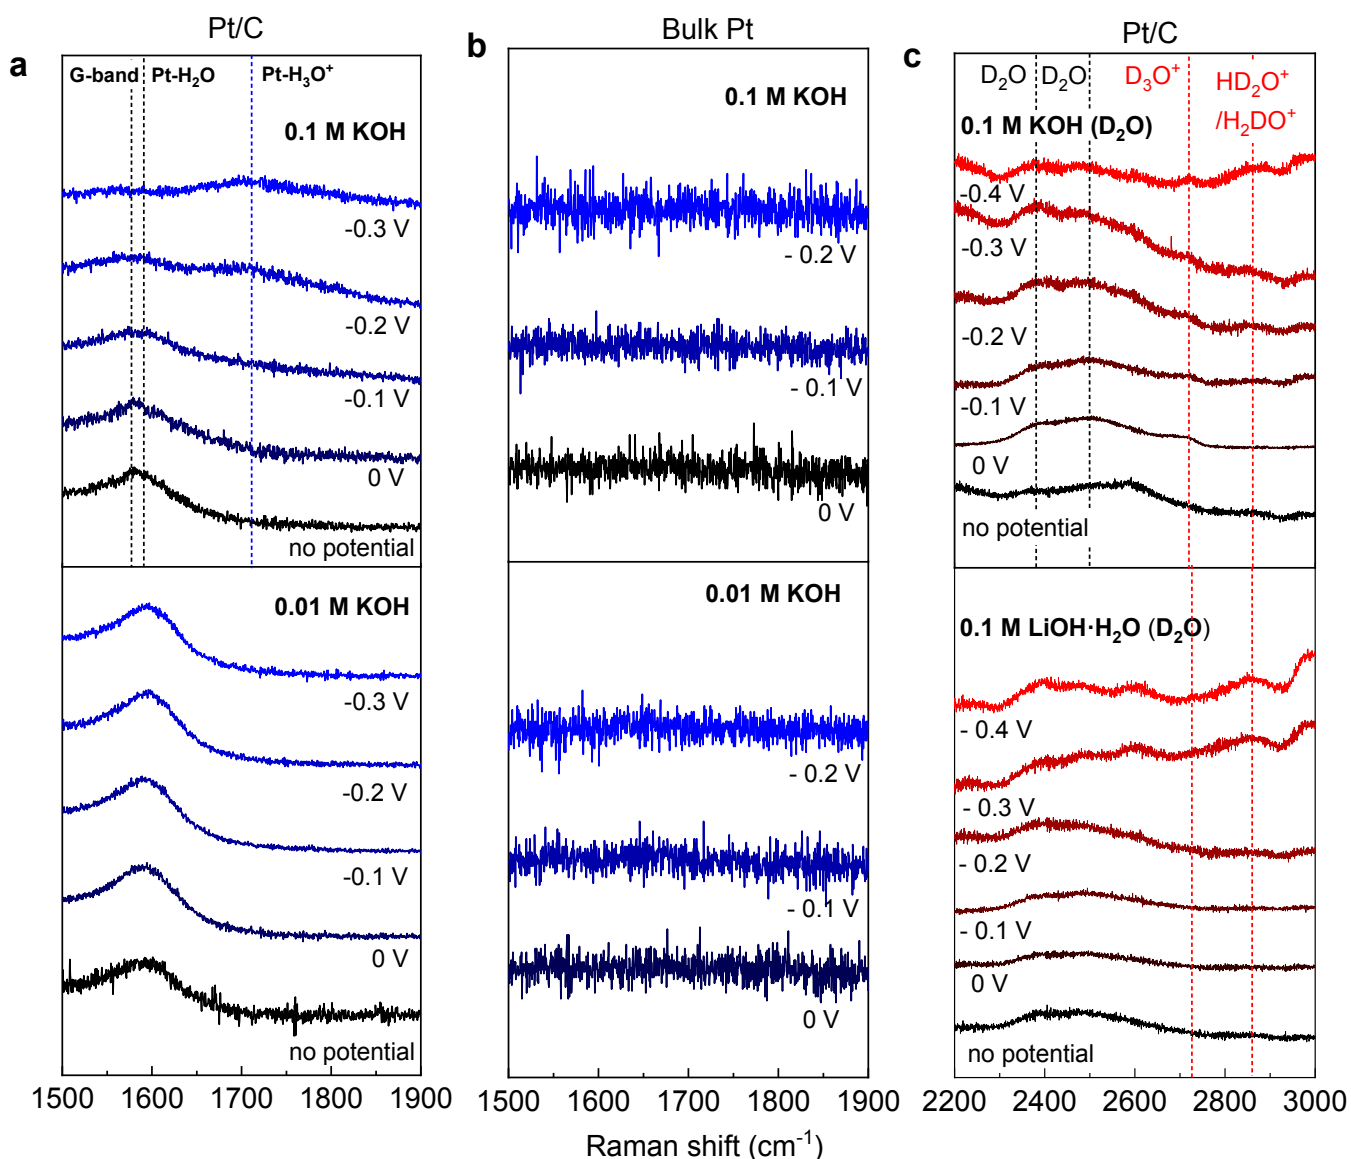 a
Pt/C
G-band
Pt-H₂O
Pt-H₃O⁺
0.1 M KOH
-0.3 V
-0.2 V
-0.1 V
0 V
no potential
0.01 M KOH
-0.3 V
-0.2 V
-0.1 V
0 V
no potential
1500 1600 1700 1800 1900
b
Bulk Pt
0.1 M KOH
- 0.2 V
- 0.1 V
0 V
0.01 M KOH
- 0.2 V
- 0.1 V
0 V
1500 1600 1700 1800 1900
Raman shift (cm⁻¹)
c
Pt/C
D₂O
D₂O
D₃O⁺
HD₂O⁺
/H₂DO⁺
0.1 M KOH (D₂O)
-0.4 V
-0.3 V
-0.2 V
-0.1 V
0 V
no potential
0.1 M LiOH·H₂O (D₂O)
- 0.4 V
- 0.3 V
- 0.2 V
- 0.1 V
0 V
no potential
2200 2400 2600 2800 3000